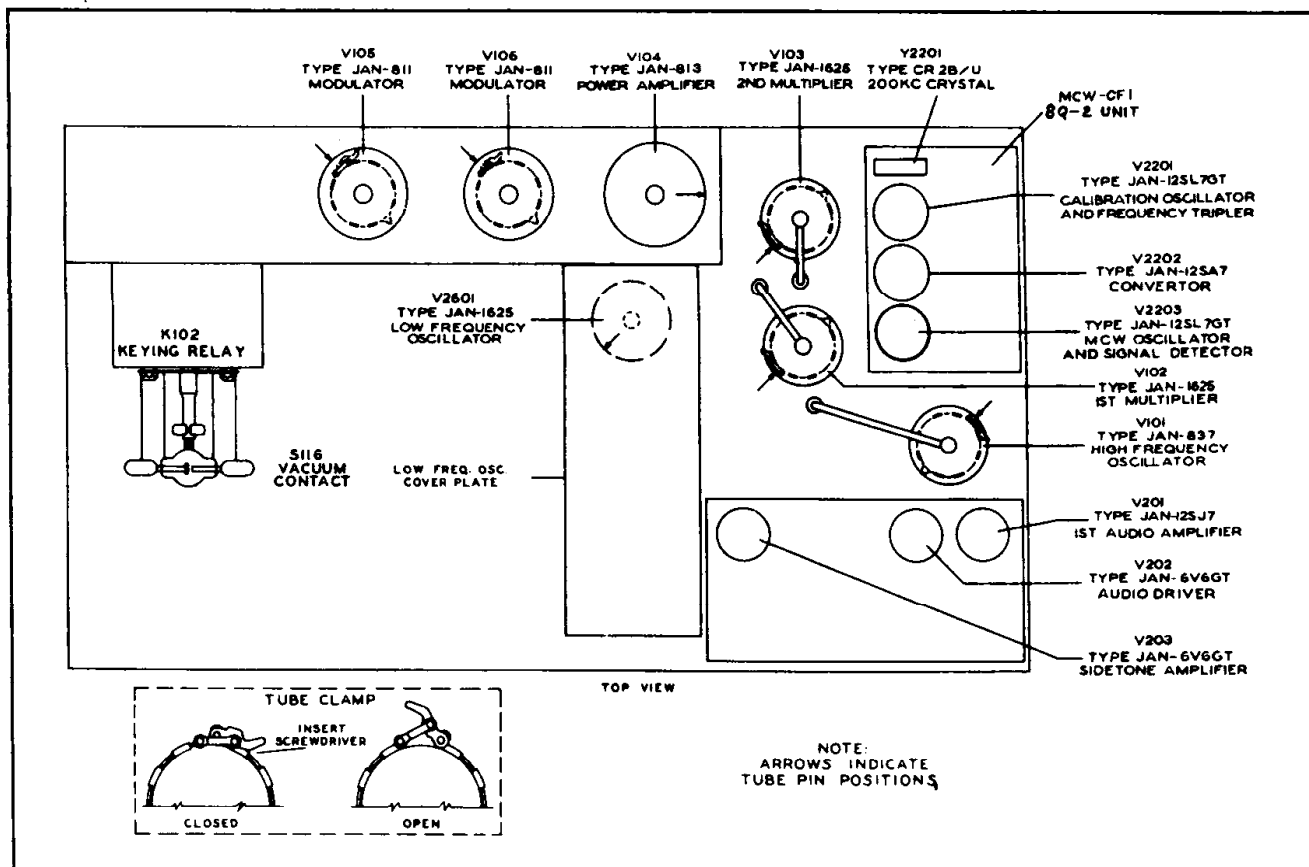 V105
TYPE JAN-811
MODULATOR
V106
TYPE JAN-811
MODULATOR
V104
TYPE JAN-813
POWER AMPLIFIER
V103
TYPE JAN-1625
2ND MULTIPLIER
Y2201
TYPE CR 2B/U
200KC CRYSTAL
MCW-CFI
8Q-2 UNIT
V2201
TYPE JAN-12SL7GT
CALIBRATION OSCILLATOR
AND FREQUENCY TRIPLER
V2202
TYPE JAN-12SA7
CONVERTOR
V2203
TYPE JAN-12SL7GT
MCW OSCILLATOR
AND SIGNAL DETECTOR
V102
TYPE JAN-1625
1ST MULTIPLIER
V101
TYPE JAN-837
HIGH FREQUENCY
OSCILLATOR
V201
TYPE JAN-12SJ7
1ST AUDIO AMPLIFIER
V202
TYPE JAN-6V6GT
AUDIO DRIVER
V203
TYPE JAN-6V6GT
SIDETONE AMPLIFIER
V2601
TYPE JAN-1625
LOW FREQUENCY
OSCILLATOR
K102
KEYING RELAY
S116
VACUUM
CONTACT
LOW FREQ. OSC.
COVER PLATE
TOP VIEW
TUBE CLAMP
INSERT
SCREWDRIVER
CLOSED
OPEN
NOTE:
ARROWS INDICATE
TUBE PIN POSITIONS